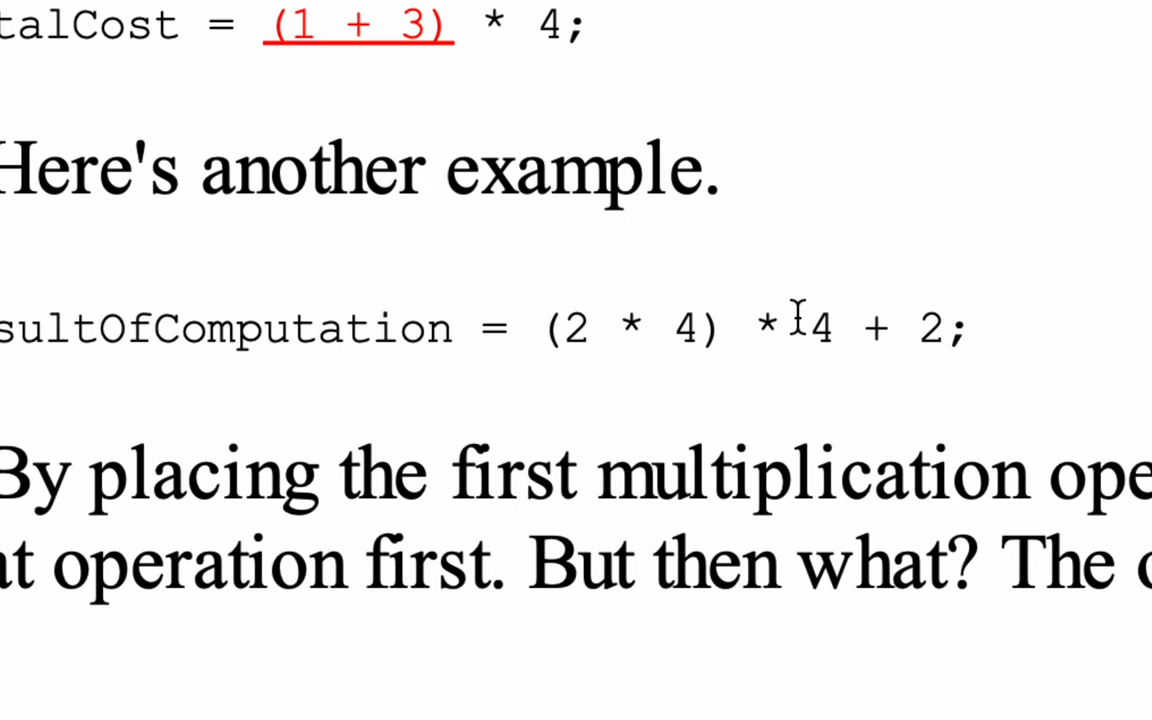 talCost = (1 + 3) * 4;
Here's another example.
sultOfComputation = (2 * 4) * 4 + 2;
By placing the first multiplication ope
at operation first. But then what? The